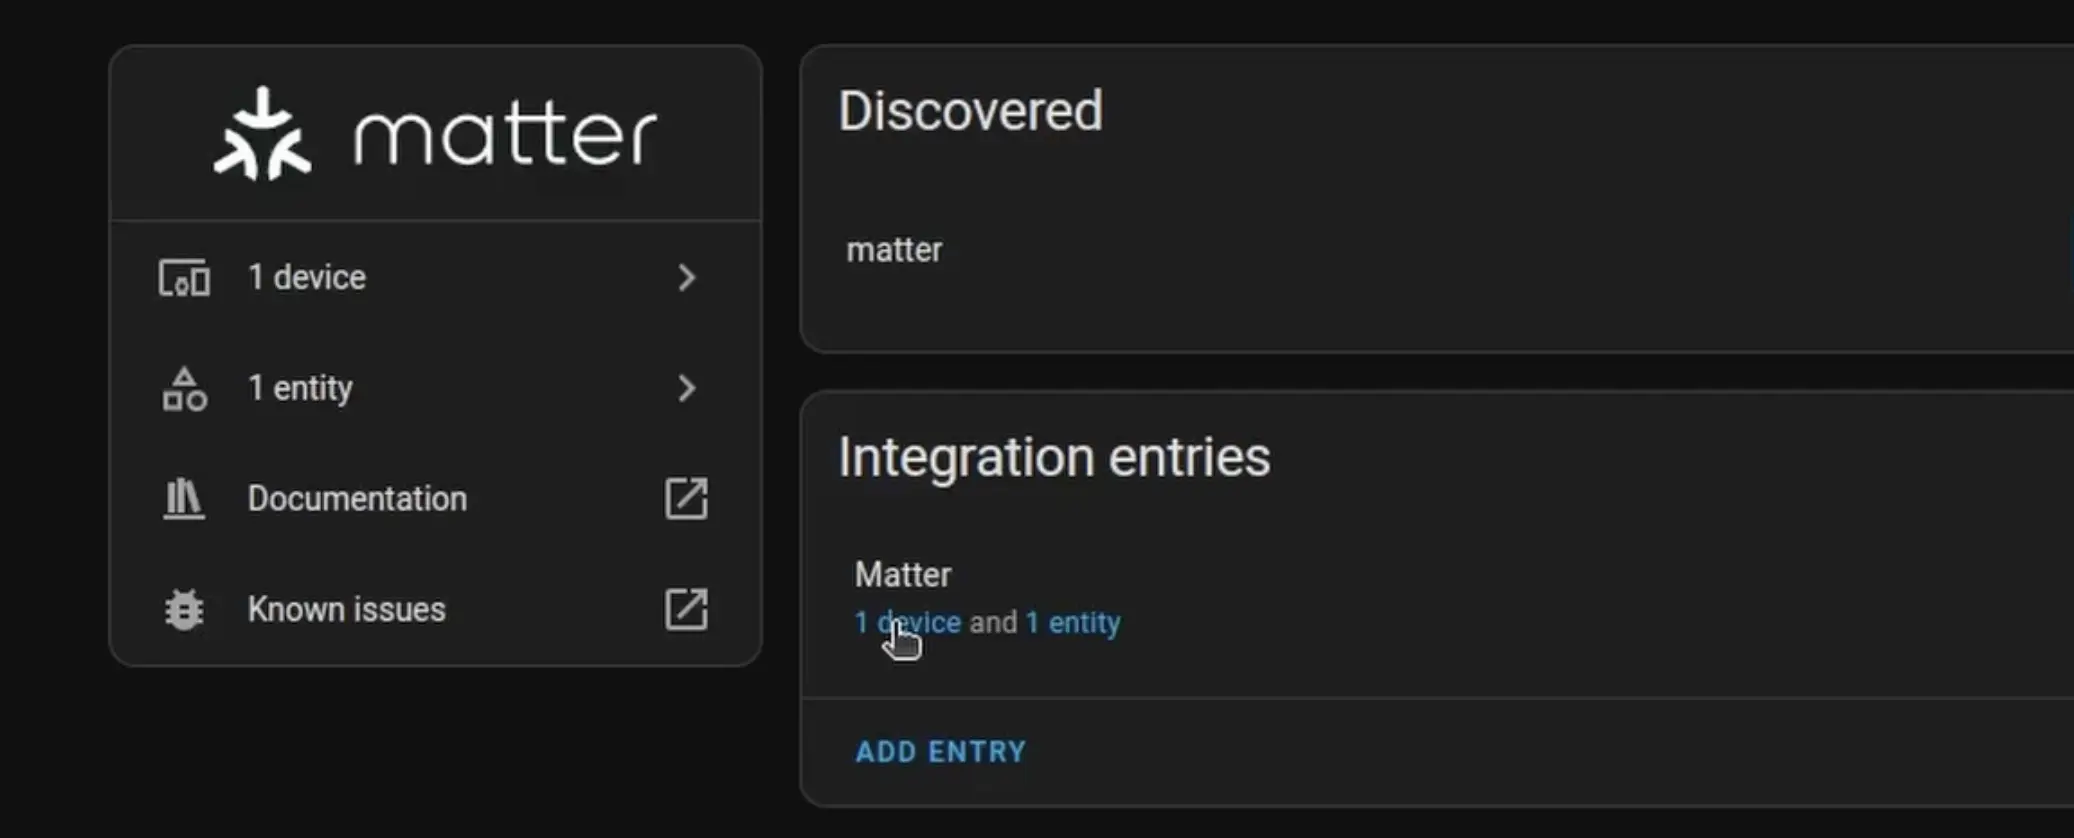 matter
1 device
1 entity
Documentation
Known issues
Discovered
matter
Integration entries
Matter
1 device and 1 entity
ADD ENTRY